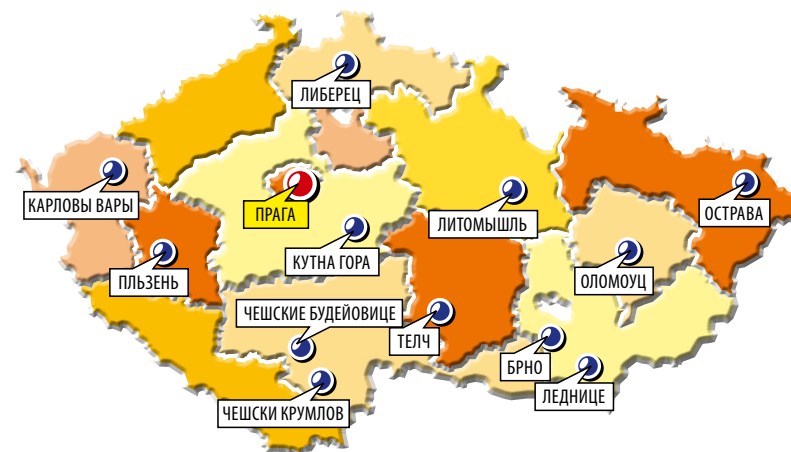 ЛИБЕРЕЦ
КАРЛОВЫ ВАРЫ
ПРАГА
ЛИТОМЫШЛЬ
ОСТРАВА
КУТНА ГОРА
ПЛЬЗЕНЬ
ОЛОМОУЦ
ЧЕШСКИЕ БУДЕЙОВИЦЕ
ТЕЛЧ
БРНО
ЛЕДНИЦЕ
ЧЕШСКИ КРУМЛОВ